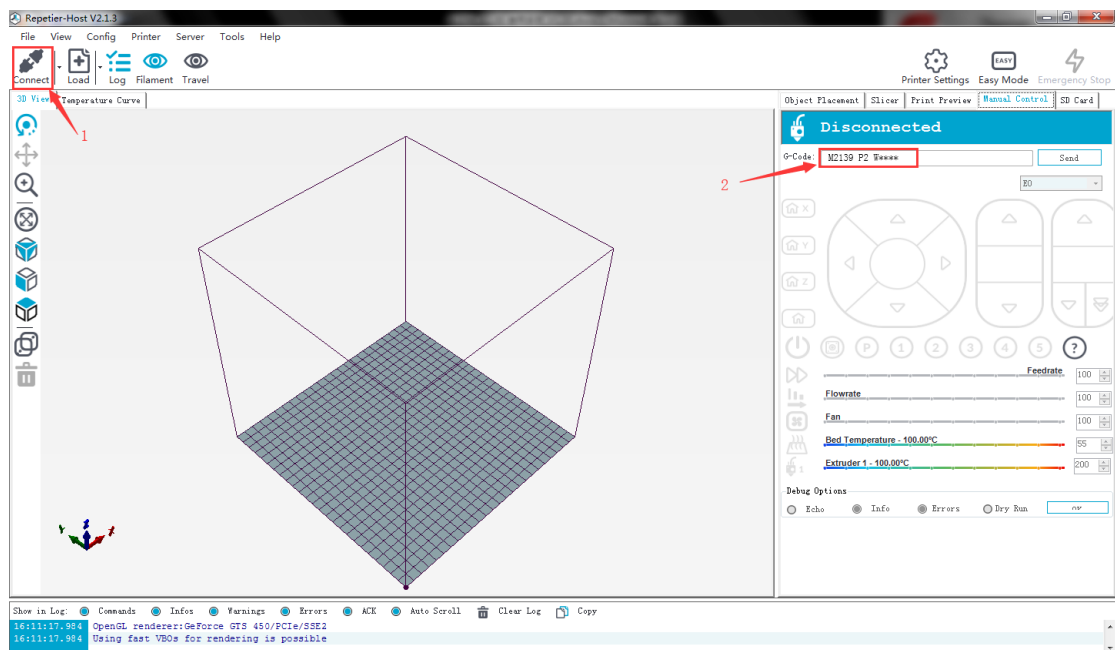 Repetier-Host V2.1.3
File View Config Printer Server Tools Help
Connect Load Log Filament Travel
Printer Settings Easy Mode Emergency Stop
EASY
3D View Temperature Curve
Object Placement Slicer Print Preview Manual Control SD Card
1
Disconnected
G-Code: M2139 P2 W**** Send
2
E0
X
Y
Z
P 1 2 3 4 5 ?
Feedrate 100
Flowrate 100
Fan 100
Bed Temperature - 100.00°C 55
Extruder 1 - 100.00°C 200
1
Debug Options
Echo Info Errors Dry Run
Show in Log: Commands Infos Warnings Errors ACK Auto Scroll Clear Log Copy
16:11:17.984 OpenGL renderer:GeForce GTS 450/PCIe/SSE2
16:11:17.984 Using fast VBOs for rendering is possible